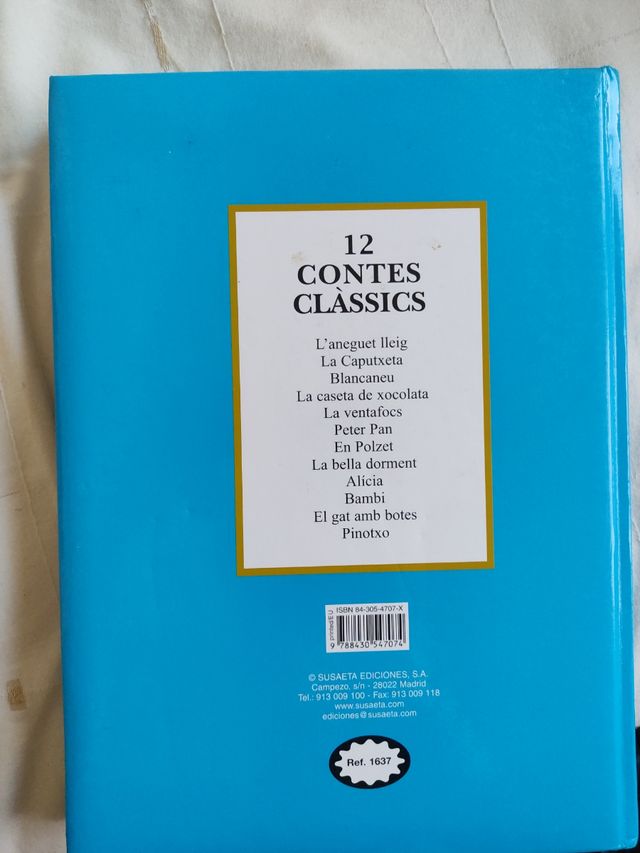 12
CONTES
CLÀSSICS
L'aneguet lleig
La Caputxeta
Blancaneu
La caseta de xocolata
La ventafocs
Peter Pan
En Polzet
La bella dorment
Alícia
Bambi
El gat amb botes
Pinotxo
ISBN 84-305-4707-X
printed/EU
9 788430 547074
© SUSAETA EDICIONES, S.A.
Campezo, s/n - 28022 Madrid
Tel.: 913 009 100 - Fax: 913 009 118
www.susaeta.com
ediciones@susaeta.com
Ref. 1637